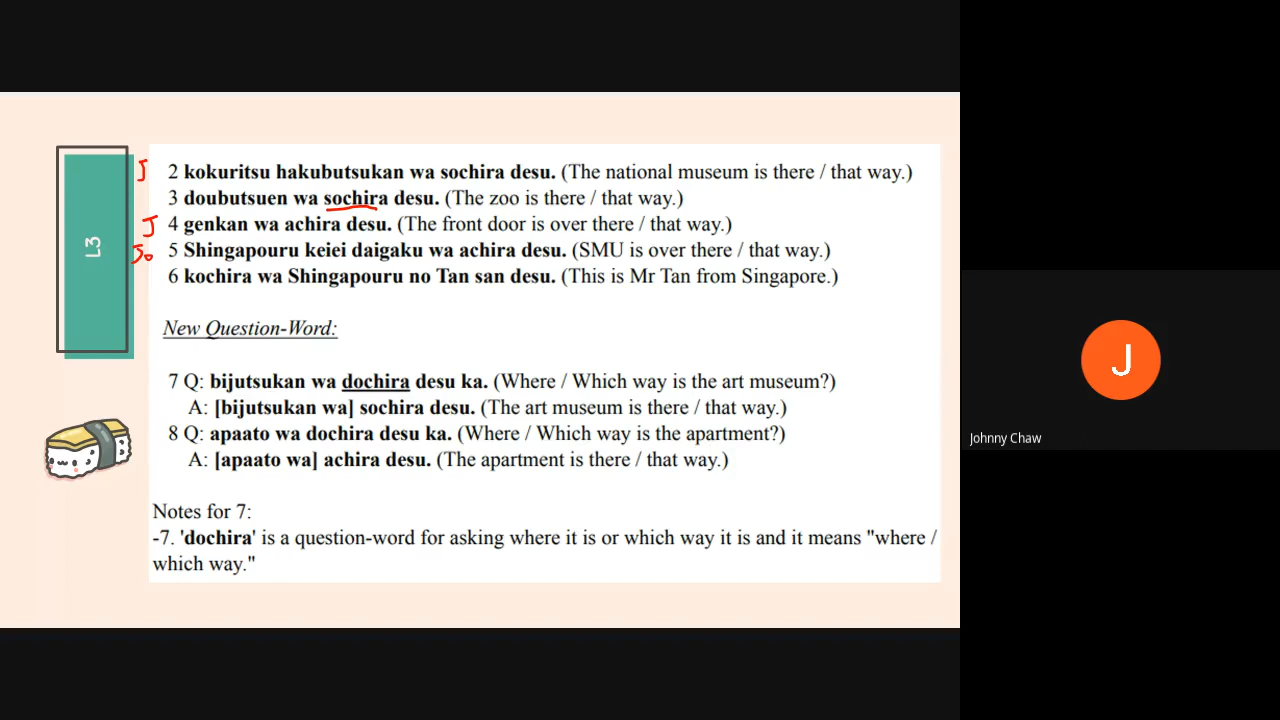 L3
J
2 kokuritsu hakubutsukan wa sochira desu. (The national museum is there / that way.)
3 doubutsuen wa sochira desu. (The zoo is there / that way.)
J
4 genkan wa achira desu. (The front door is over there / that way.)
5 Shingapouru keiei daigaku wa achira desu. (SMU is over there / that way.)
6 kochira wa Shingapouru no Tan san desu. (This is Mr Tan from Singapore.)
New Question-Word:
7 Q: bijutsukan wa dochira desu ka. (Where / Which way is the art museum?)
A: [bijutsukan wa] sochira desu. (The art museum is there / that way.)
8 Q: apaato wa dochira desu ka. (Where / Which way is the apartment?)
A: [apaato wa] achira desu. (The apartment is there / that way.)
Notes for 7:
-7. 'dochira' is a question-word for asking where it is or which way it is and it means "where /
which way."
J
Johnny Chaw